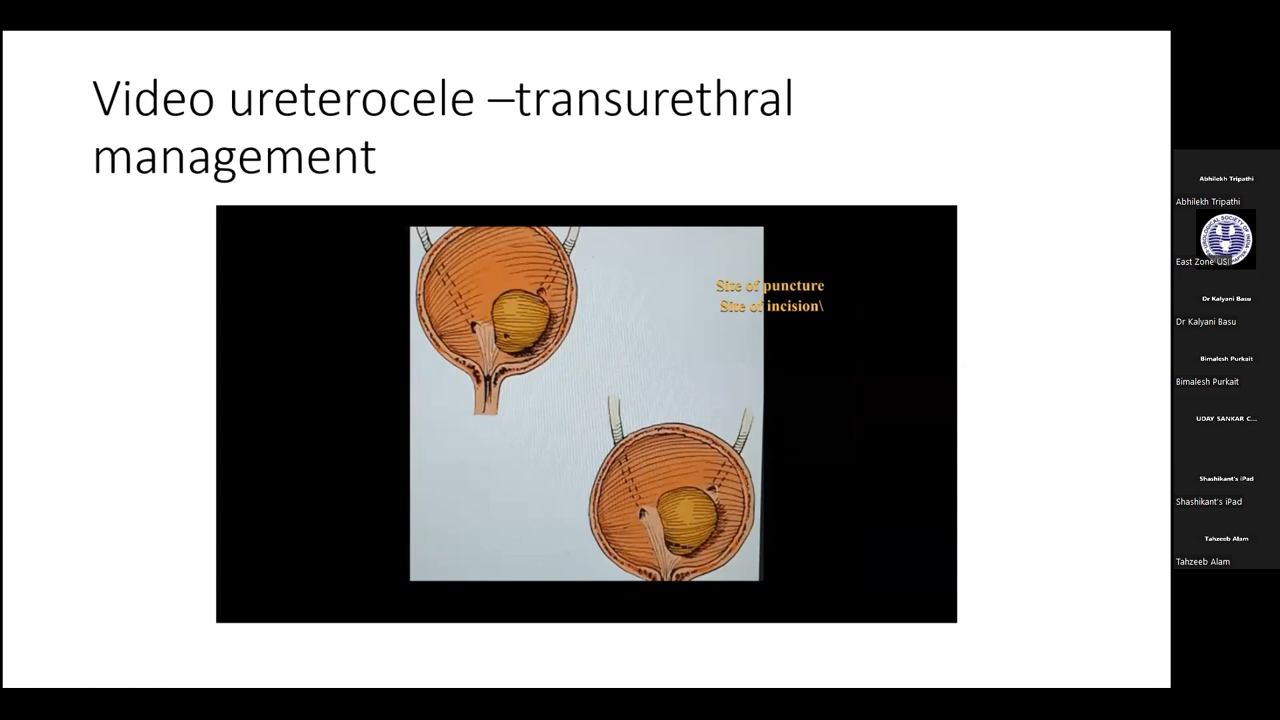 Video ureterocele –transurethral
management
Site of puncture
Site of incision\
Abhilekh Tripathi
Abhilekh Tripathi
East Zone USI
Dr Kalyani Basu
Dr Kalyani Basu
Bimalesh Purkait
Bimalesh Purkait
UDAY SANKAR C...
Shashikant's iPad
Shashikant's iPad
Tahzeeb Alam
Tahzeeb Alam